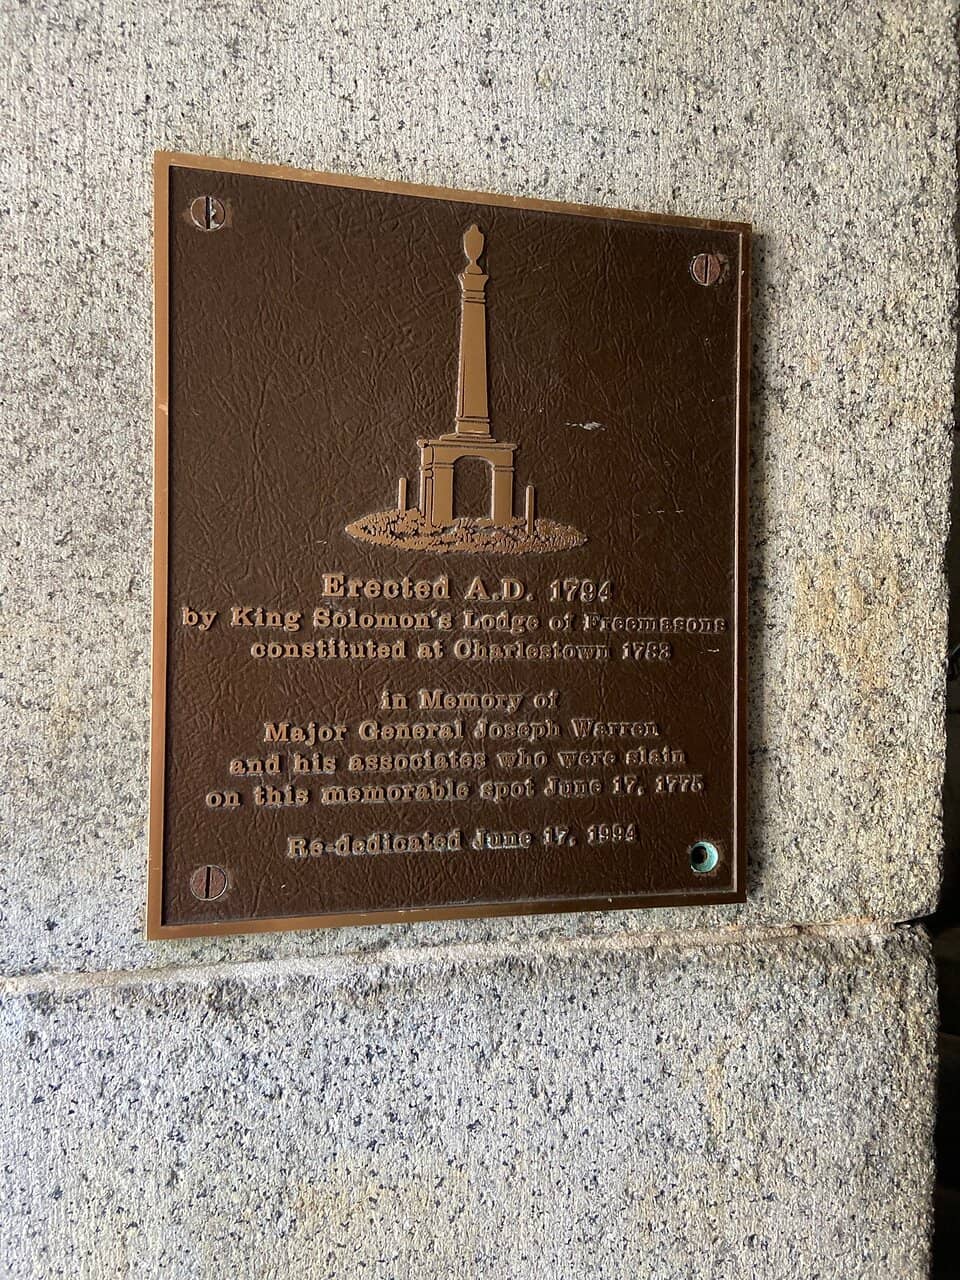 Erected A.D. 1794
by King Solomon's Lodge of Freemasons
constituted at Charlestown 1783
in Memory of
Major General Joseph Warren
and his associates who were slain
on this memorable spot June 17, 1775
Re-dedicated June 17, 1994